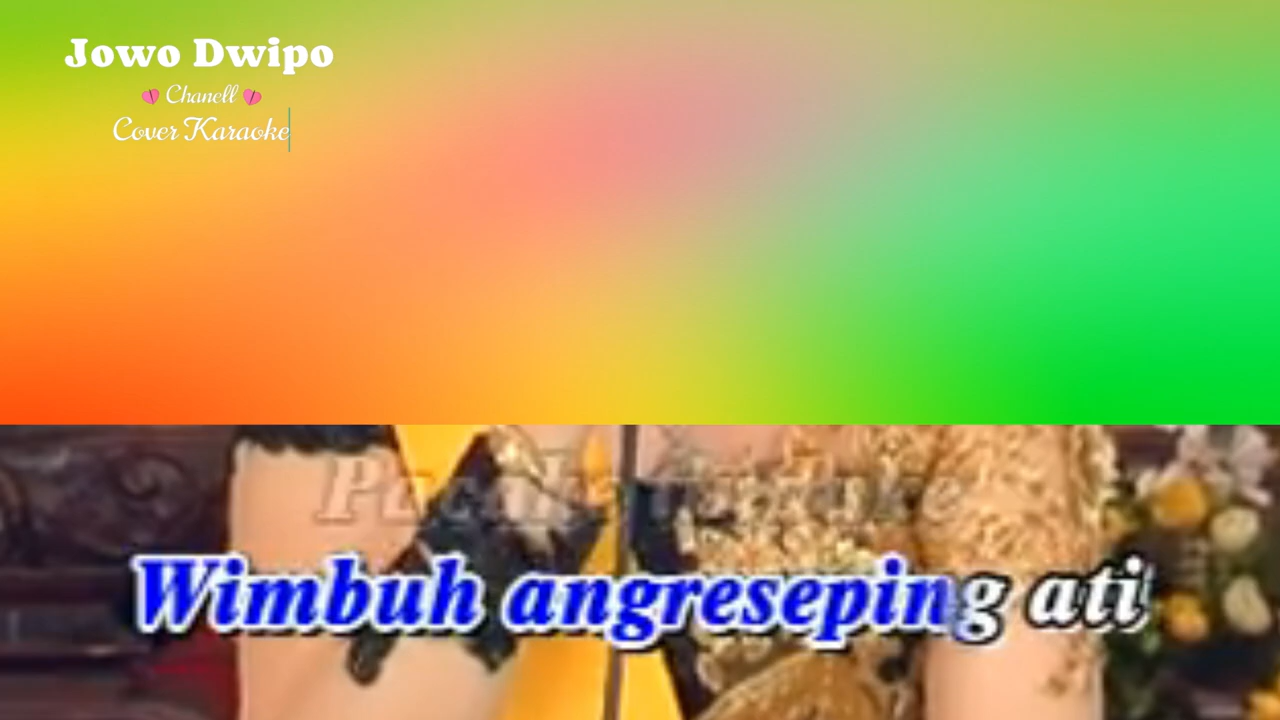 Jowo Dwipo
Chanell
Cover Karaoke
Wimbuh angreseping ati